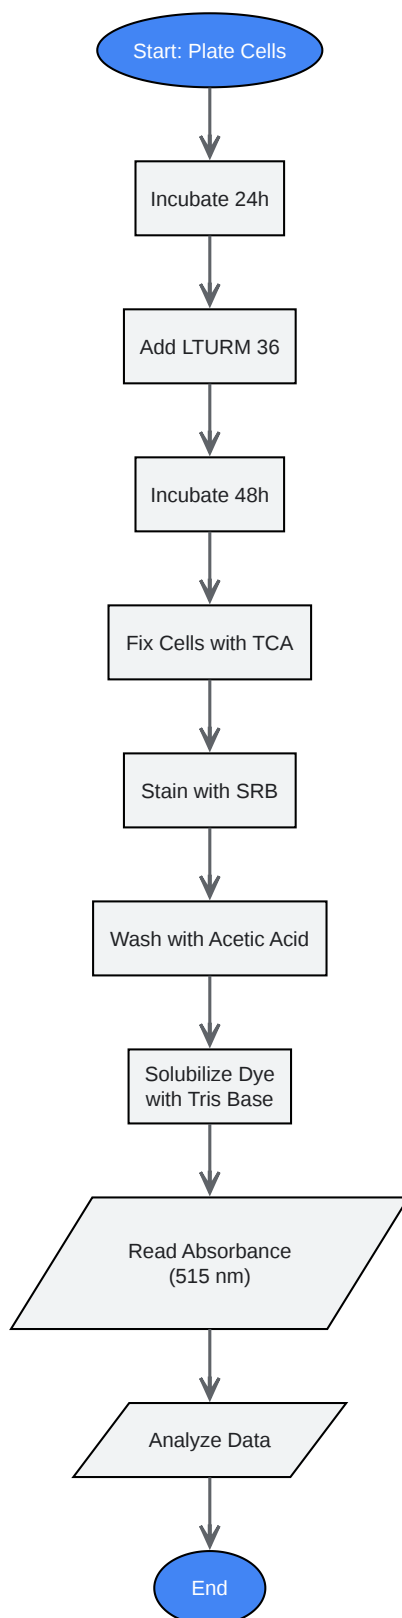 Start: Plate Cells
Incubate 24h
Add LTURM 36
Incubate 48h
Fix Cells with TCA
Stain with SRB
Wash with Acetic Acid
Solubilize Dye
with Tris Base
Read Absorbance
(515 nm)
Analyze Data
End